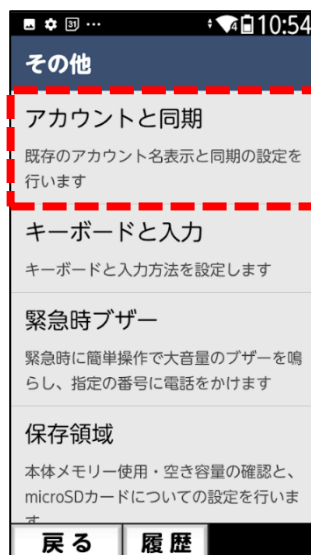 31 … 4 10:54
その他
アカウントと同期
既存のアカウント名表示と同期の設定を
行います
キーボードと入力
キーボードと入力方法を設定します
緊急時ブザー
緊急時に簡単操作で大音量のブザーを鳴
らし、指定の番号に電話をかけます
保存領域
本体メモリー使用・空き容量の確認と、
microSDカードについての設定を行いま
す
戻る 履歴